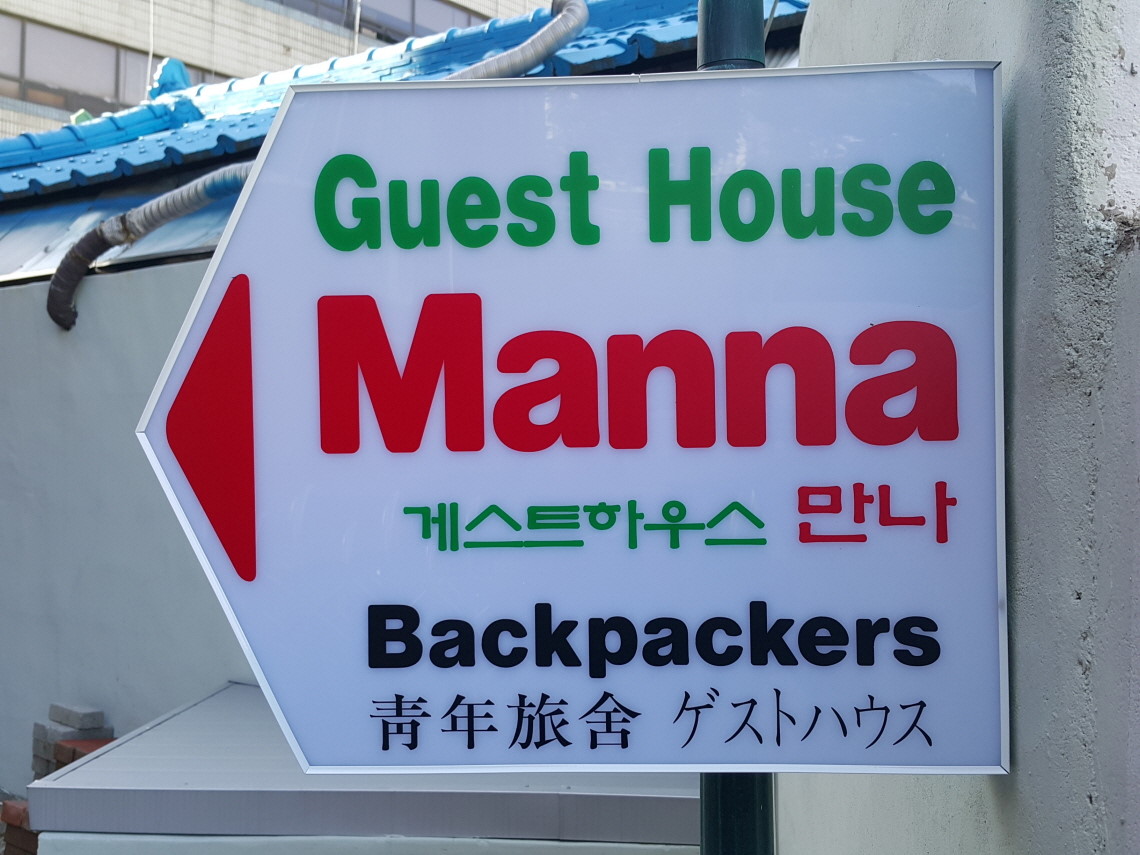 Guest House
Manna
게스트하우스 만나
Backpackers
靑年旅舍 ゲストハウス